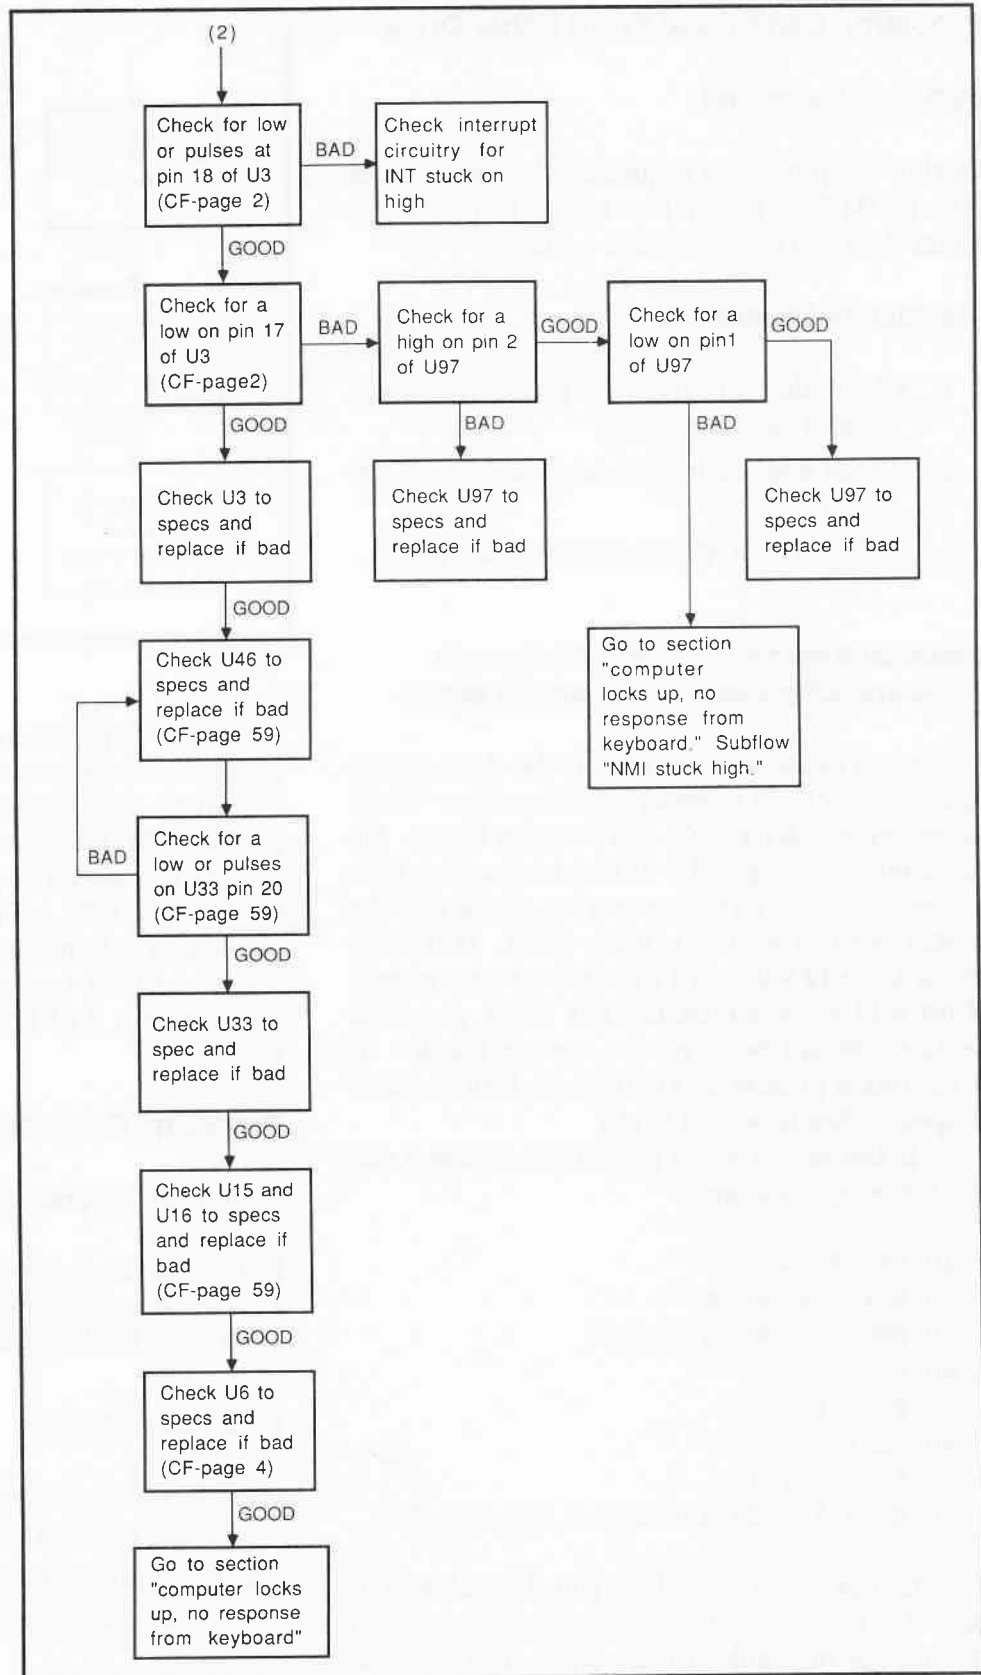 (2)
Check for low
or pulses at
pin 18 of U3
(CF-page 2)
BAD
Check interrupt
circuitry for
INT stuck on
high
GOOD
Check for a
low on pin 17
of U3
(CF-page2)
BAD
Check for a
high on pin 2
of U97
GOOD
Check for a
low on pin1
of U97
GOOD
GOOD
BAD
BAD
Check U3 to
specs and
replace if bad
Check U97 to
specs and
replace if bad
Check U97 to
specs and
replace if bad
GOOD
Check U46 to
specs and
replace if bad
(CF-page 59)
Go to section
"computer
locks up, no
response from
keyboard." Subflow
"NMI stuck high."
Check for a
low or pulses
on U33 pin 20
(CF-page 59)
BAD
GOOD
Check U33 to
spec and
replace if bad
GOOD
Check U15 and
U16 to specs
and replace if
bad
(CF-page 59)
GOOD
Check U6 to
specs and
replace if bad
(CF-page 4)
GOOD
Go to section
"computer locks
up, no response
from keyboard"